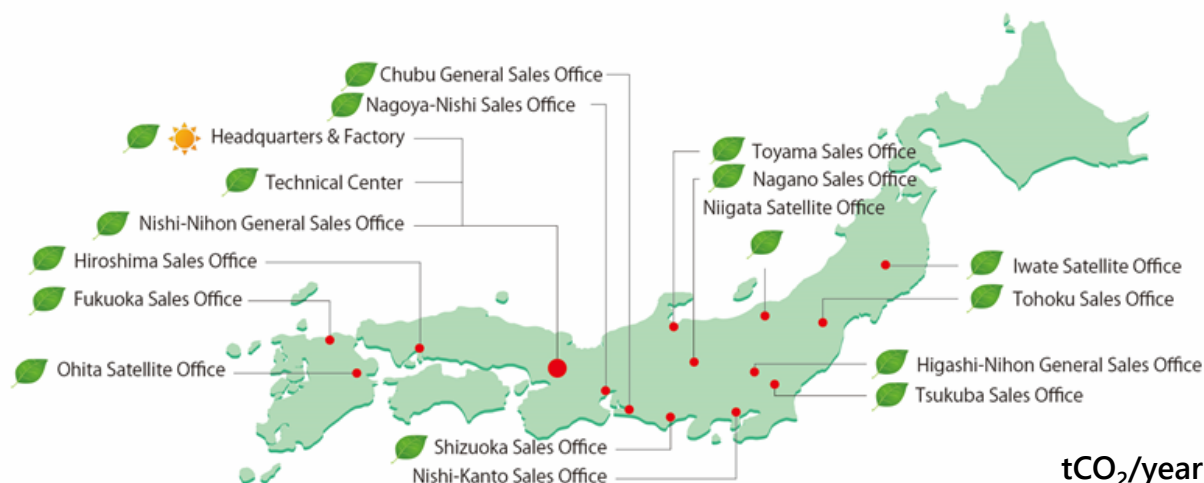 Chubu General Sales Office
Nagoya-Nishi Sales Office
Headquarters & Factory
Technical Center
Nishi-Nihon General Sales Office
Hiroshima Sales Office
Fukuoka Sales Office
Ohita Satellite Office
Toyama Sales Office
Nagano Sales Office
Niigata Satellite Office
Iwate Satellite Office
Tohoku Sales Office
Higashi-Nihon General Sales Office
Tsukuba Sales Office
Shizuoka Sales Office
Nishi-Kanto Sales Office
tCO₂/year